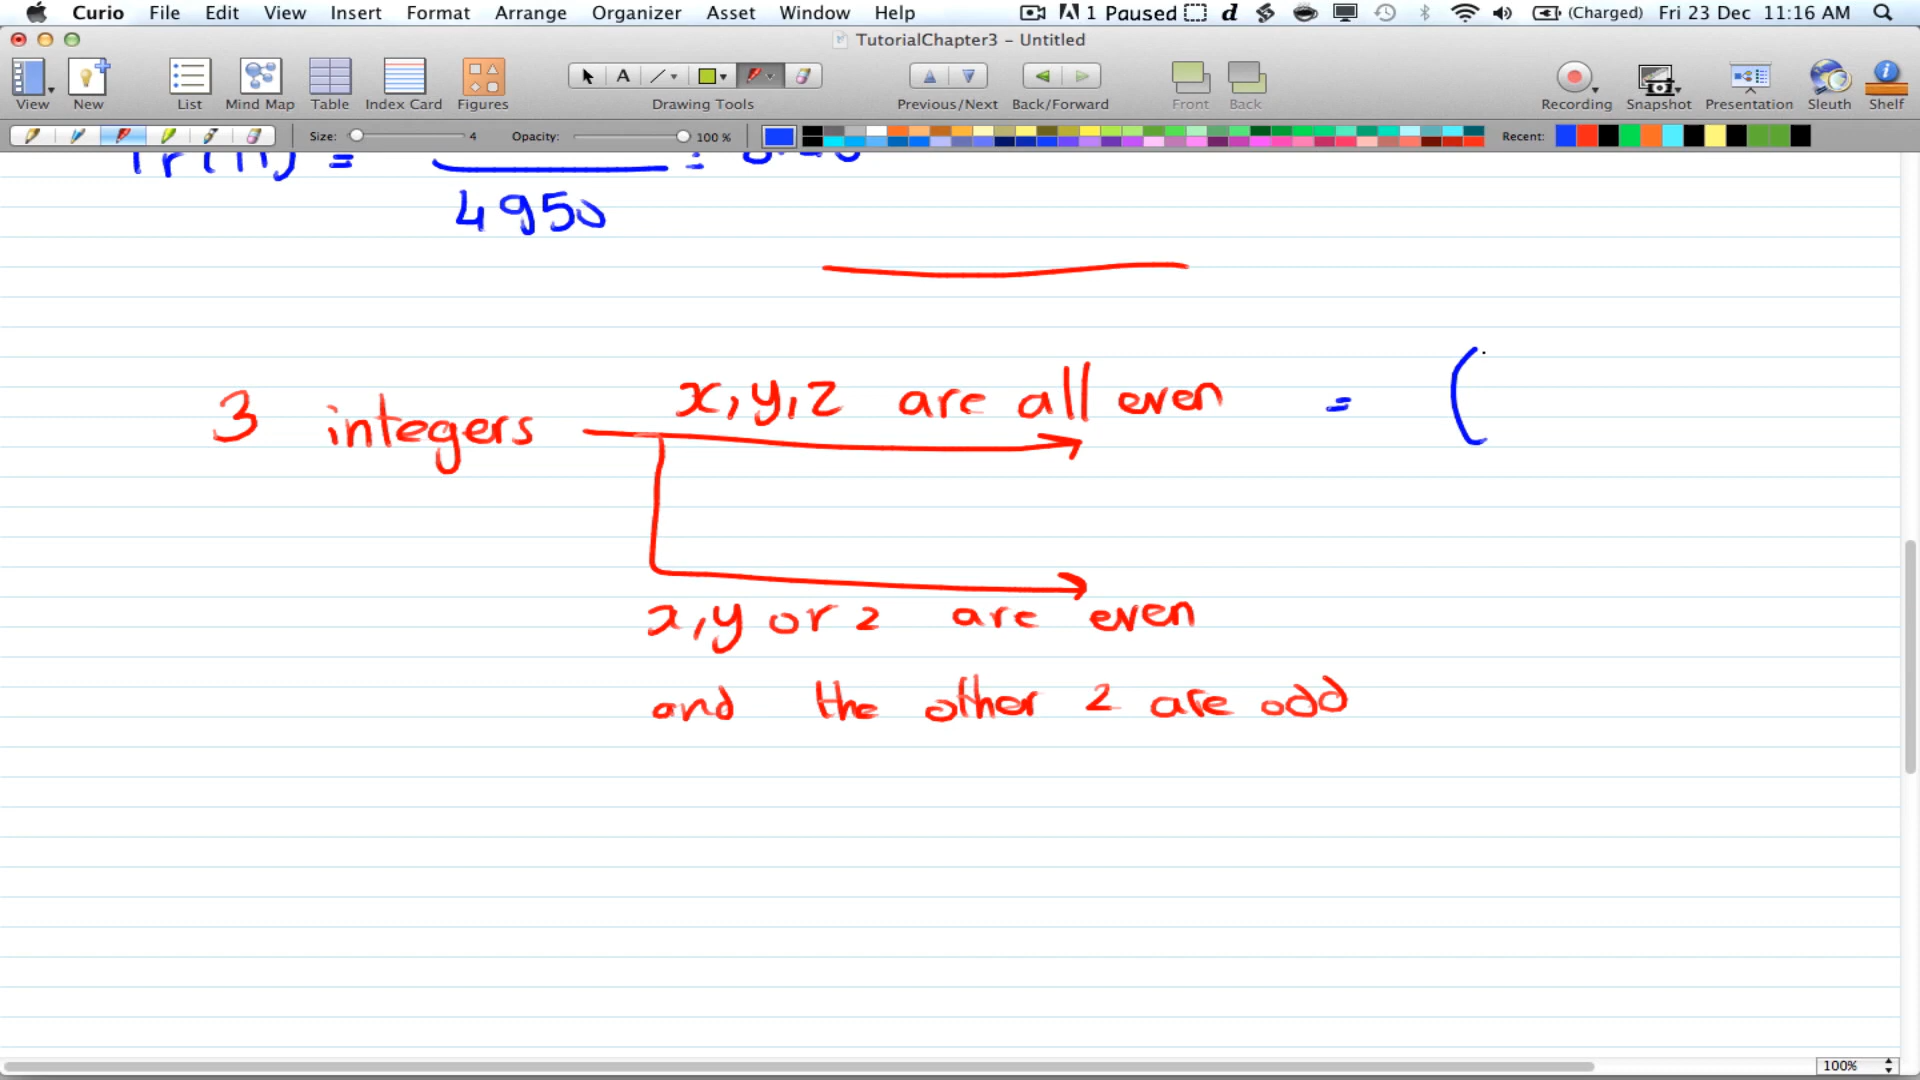 Curio File Edit View Insert Format Arrange Organizer Asset Window Help 1 Paused (Charged) Fri 23 Dec 11:16 AM
TutorialChapter3 – Untitled
View New List Mind Map Table Index Card Figures Drawing Tools Previous/Next Back/Forward Front Back Recording Snapshot Presentation Sleuth Shelf
Size: 4 Opacity: 100 % Recent:
=
4950
3 integers x, y, z are all even = (
x, y or z are even
and the other 2 are odd
100%